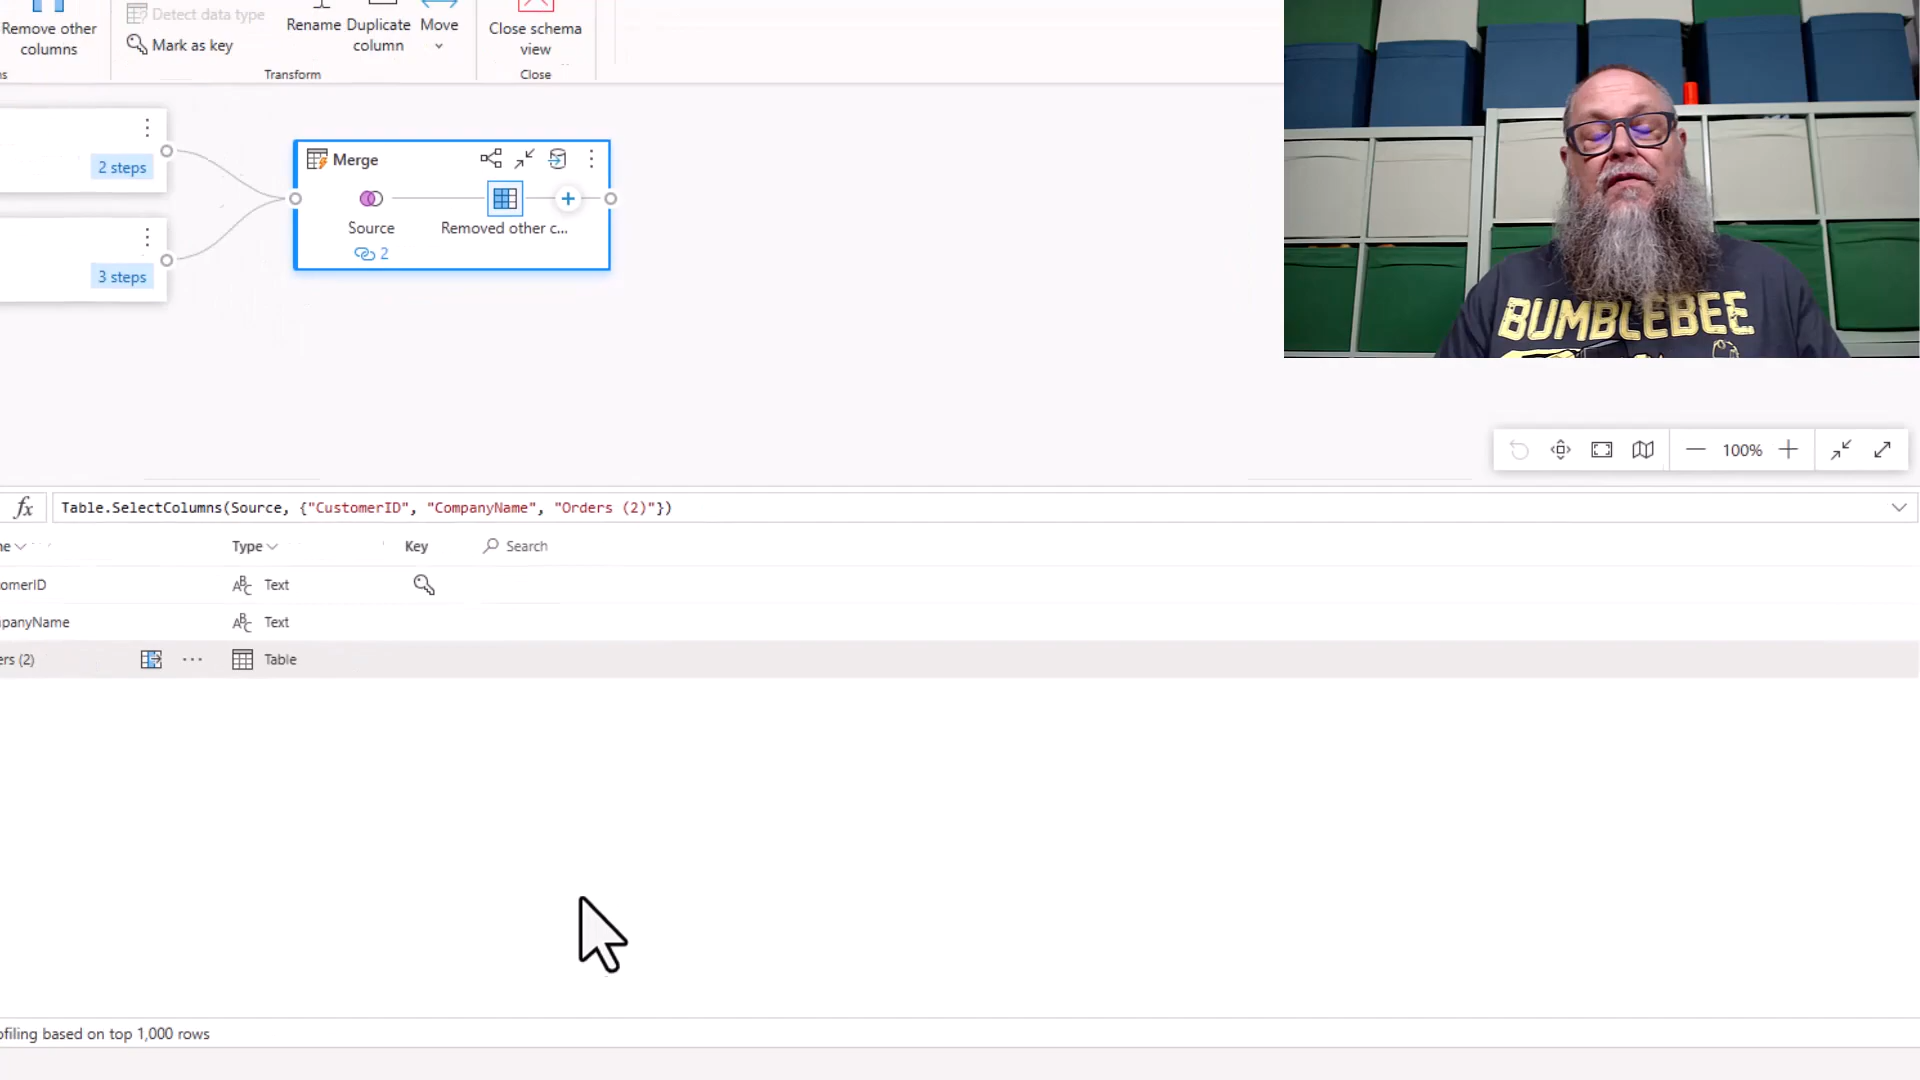 Remove other
columns
Detect data type
Mark as key
Rename
Duplicate
column
Move
Close schema
view
Transform
Close
2 steps
3 steps
Merge
Source
2
Removed other c...
BUMBLEBEE
100%
fx
Table.SelectColumns(Source, {"CustomerID", "CompanyName", "Orders (2)"})
Type
Key
Search
omerID
Text
panyName
Text
ers (2)
Table
filing based on top 1,000 rows